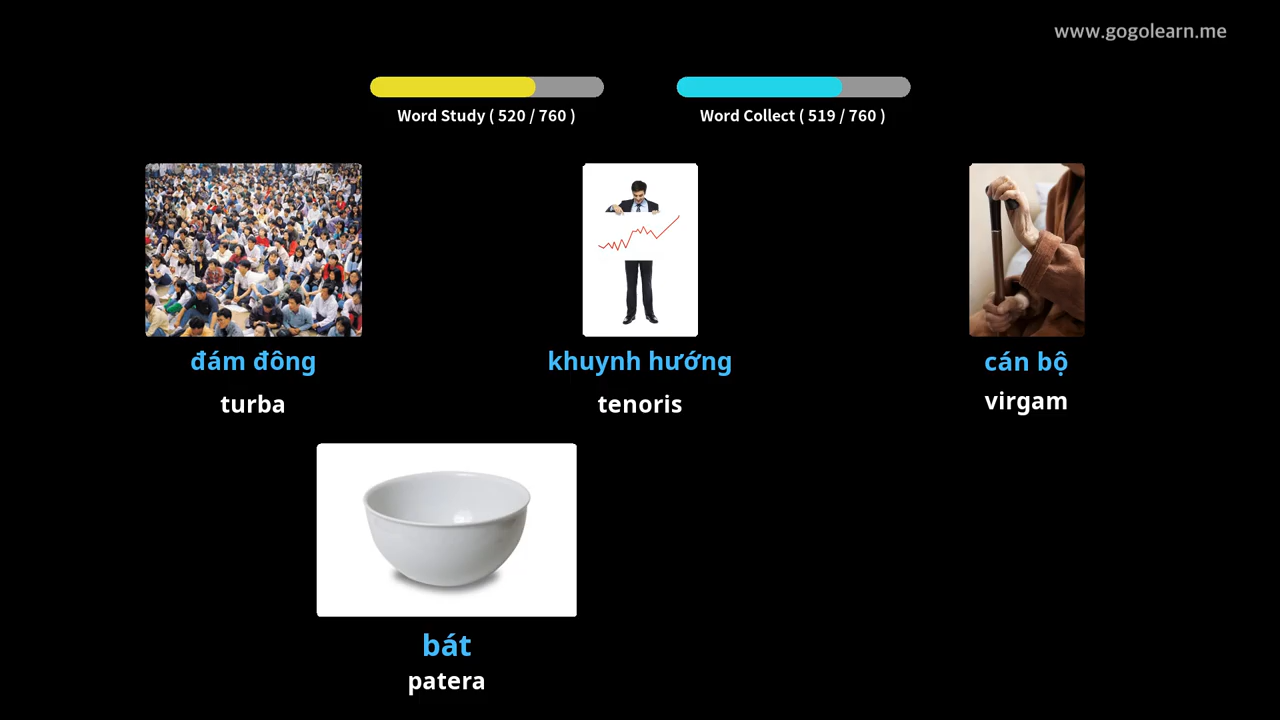 www.gogolearn.me
Word Study ( 520 / 760 )
Word Collect ( 519 / 760 )
đám đông
khuynh hướng
cán bộ
turba
tenoris
virgam
bát
patera